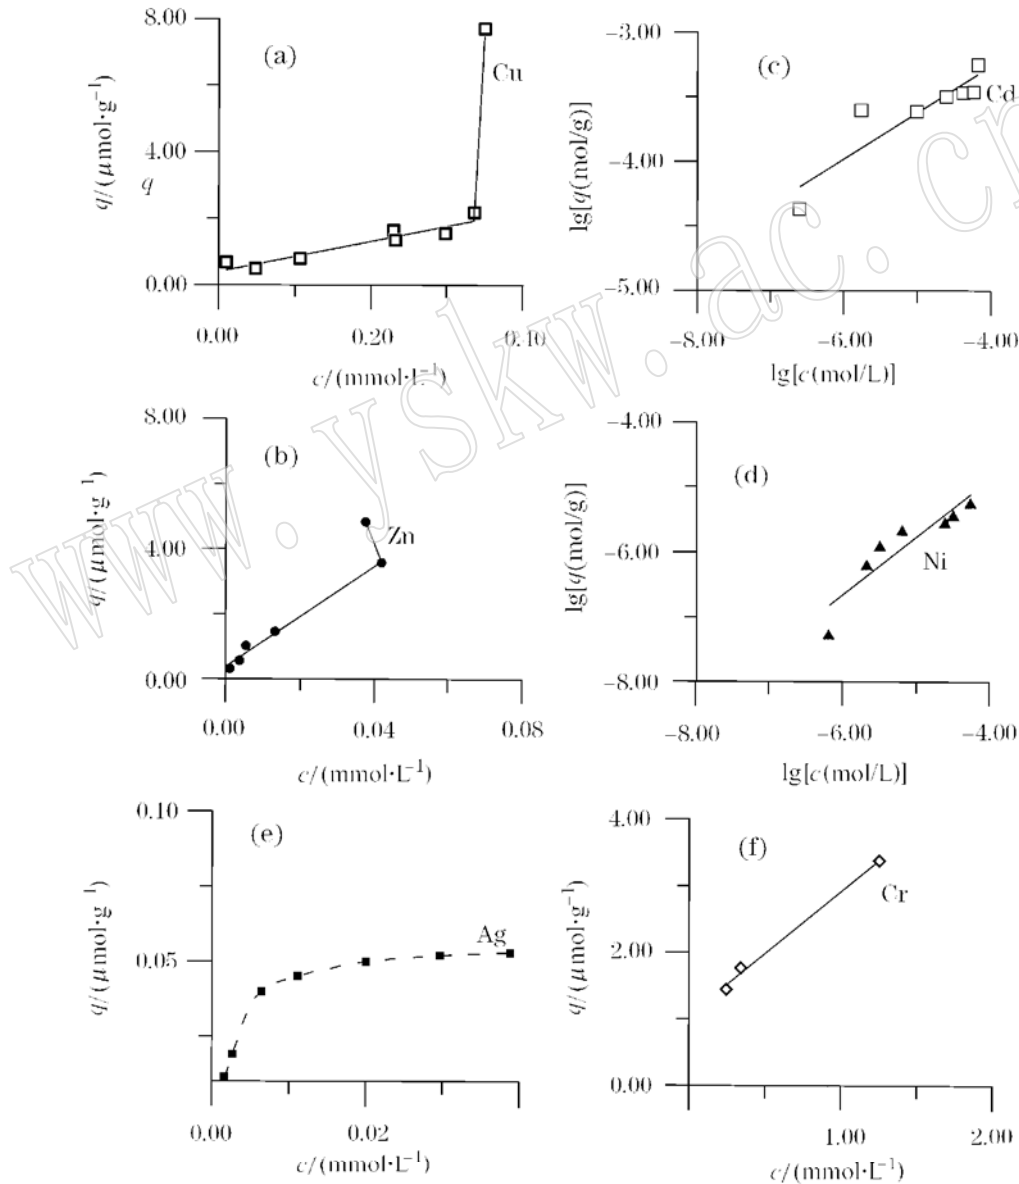 8.00
(a)
Cu
4.00
q
q/(μmol·g⁻¹)
0.00
0.00 0.20 0.40
c/(mmol·L⁻¹)
-3.00
(c)
Cd
-4.00
lg[q(mol/g)]
-5.00
-8.00 -6.00 -4.00
lg[c(mol/L)]
8.00
(b)
Zn
4.00
q/(μmol·g⁻¹)
0.00
0.00 0.04 0.08
c/(mmol·L⁻¹)
-4.00
(d)
Ni
-6.00
lg[q(mol/g)]
-8.00
-8.00 -6.00 -4.00
lg[c(mol/L)]
0.10
(e)
Ag
0.05
q/(μmol·g⁻¹)
0.00 0.02
c/(mmol·L⁻¹)
4.00
(f)
Cr
2.00
q/(μmol·g⁻¹)
0.00
1.00 2.00
c/(mmol·L⁻¹)
www.yskw.ac.cn